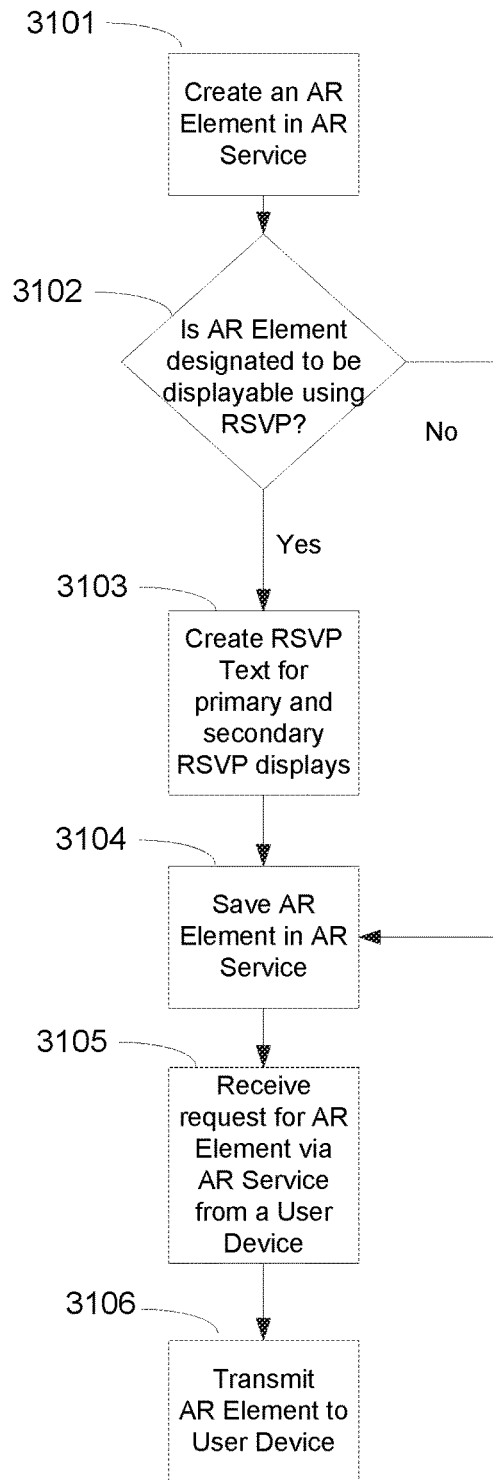 3101
Create an AR
Element in AR
Service
3102
Is AR Element
designated to be
displayable using
RSVP?
No
Yes
3103
Create RSVP
Text for
primary and
secondary
RSVP displays
3104
Save AR
Element in AR
Service
3105
Receive
request for AR
Element via
AR Service
from a User
Device
3106
Transmit
AR Element to
User Device